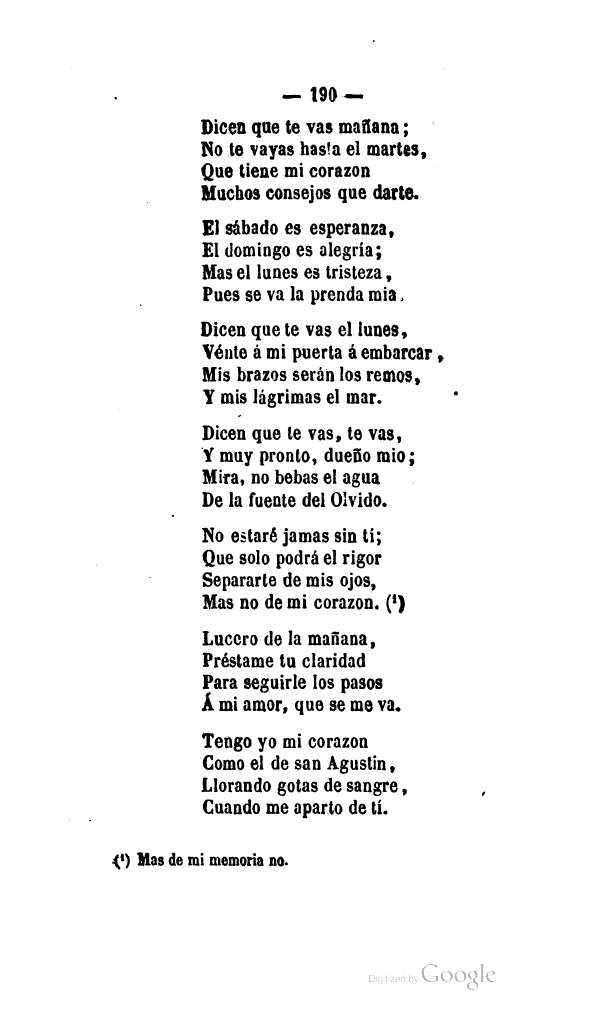 — 190 —
Dicen que te vas mañana;
No te vayas hasta el martes,
Que tiene mi corazon
Muchos consejos que darte.
El sábado es esperanza,
El domingo es alegría;
Mas el lunes es tristeza,
Pues se va la prenda mia.
Dicen que te vas el lunes,
Vénte á mi puerta á embarcar,
Mis brazos serán los remos,
Y mis lágrimas el mar.
Dicen que te vas, te vas,
Y muy pronto, dueño mio;
Mira, no bebas el agua
De la fuente del Olvido.
No estaré jamas sin tí;
Que solo podrá el rigor
Separarte de mis ojos,
Mas no de mi corazon. (¹)
Lucero de la mañana,
Préstame tu claridad
Para seguirle los pasos
Á mi amor, que se me va.
Tengo yo mi corazon
Como el de san Agustin,
Llorando gotas de sangre,
Cuando me aparto de tí.
(¹) Mas de mi memoria no.
Digitized by Google